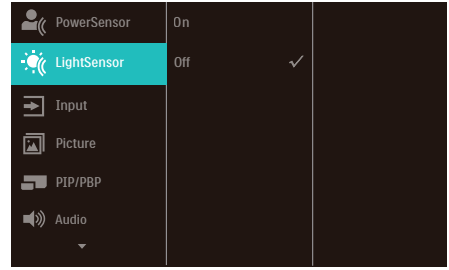 PowerSensor
On
LightSensor
Off
Input
Picture
PIP/PBP
Audio